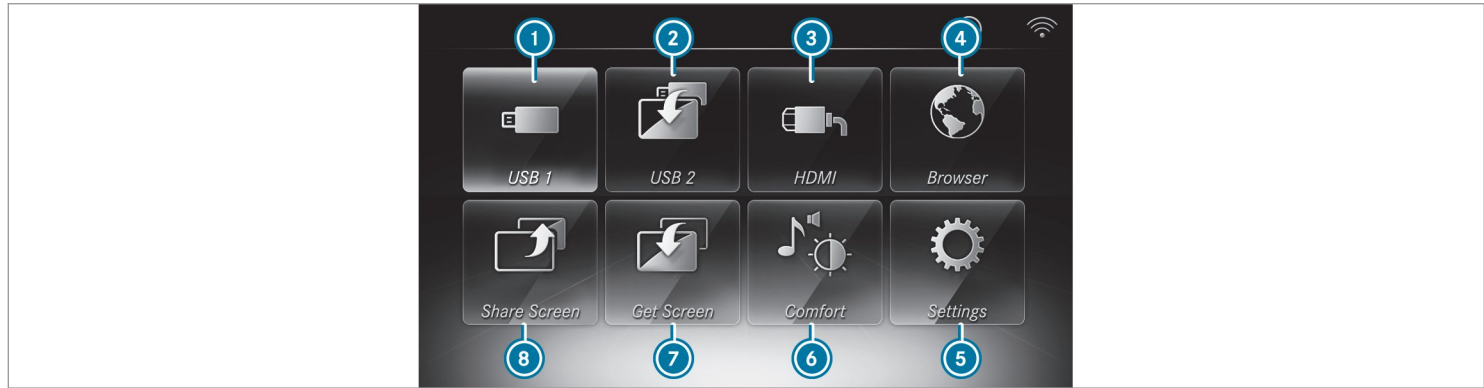 1 2 3 4
USB 1 USB 2 HDMI Browser
Share Screen Get Screen Comfort Settings
8 7 6 5